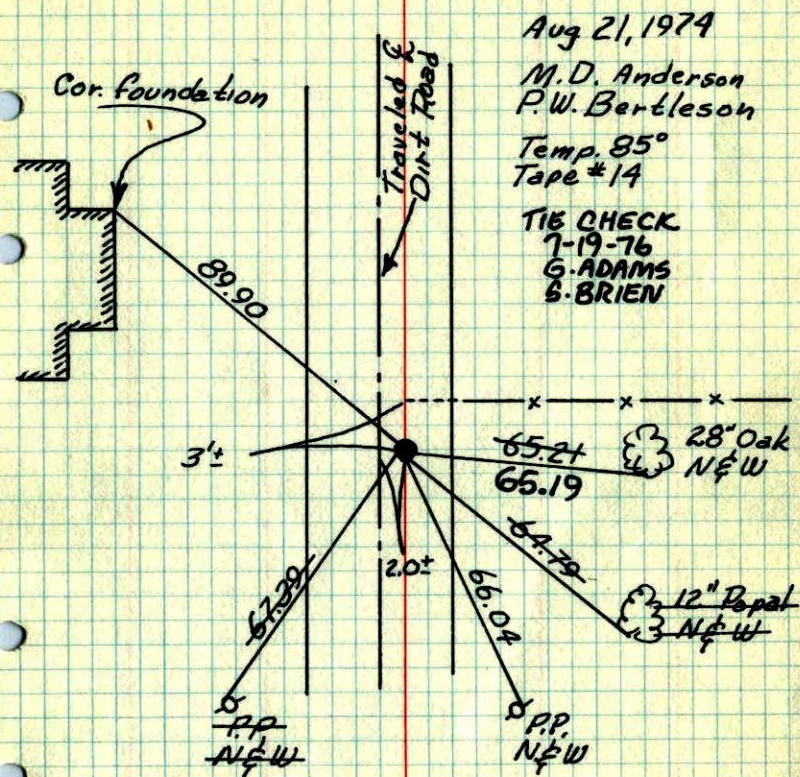 Aug 21, 1974
M.D. Anderson
P.W. Bertleson
Temp. 85°
Tape #14
TIE CHECK
7-19-76
G. ADAMS
S. BRIEN
Cor. foundation
Traveled ℄
Dirt Road
89.90
3'±
65.21
65.19
28" Oak
N&W
64.79
12" Popal
N&W
67.39
2.0±
66.04
P.P.
N&W
P.P.
N&W